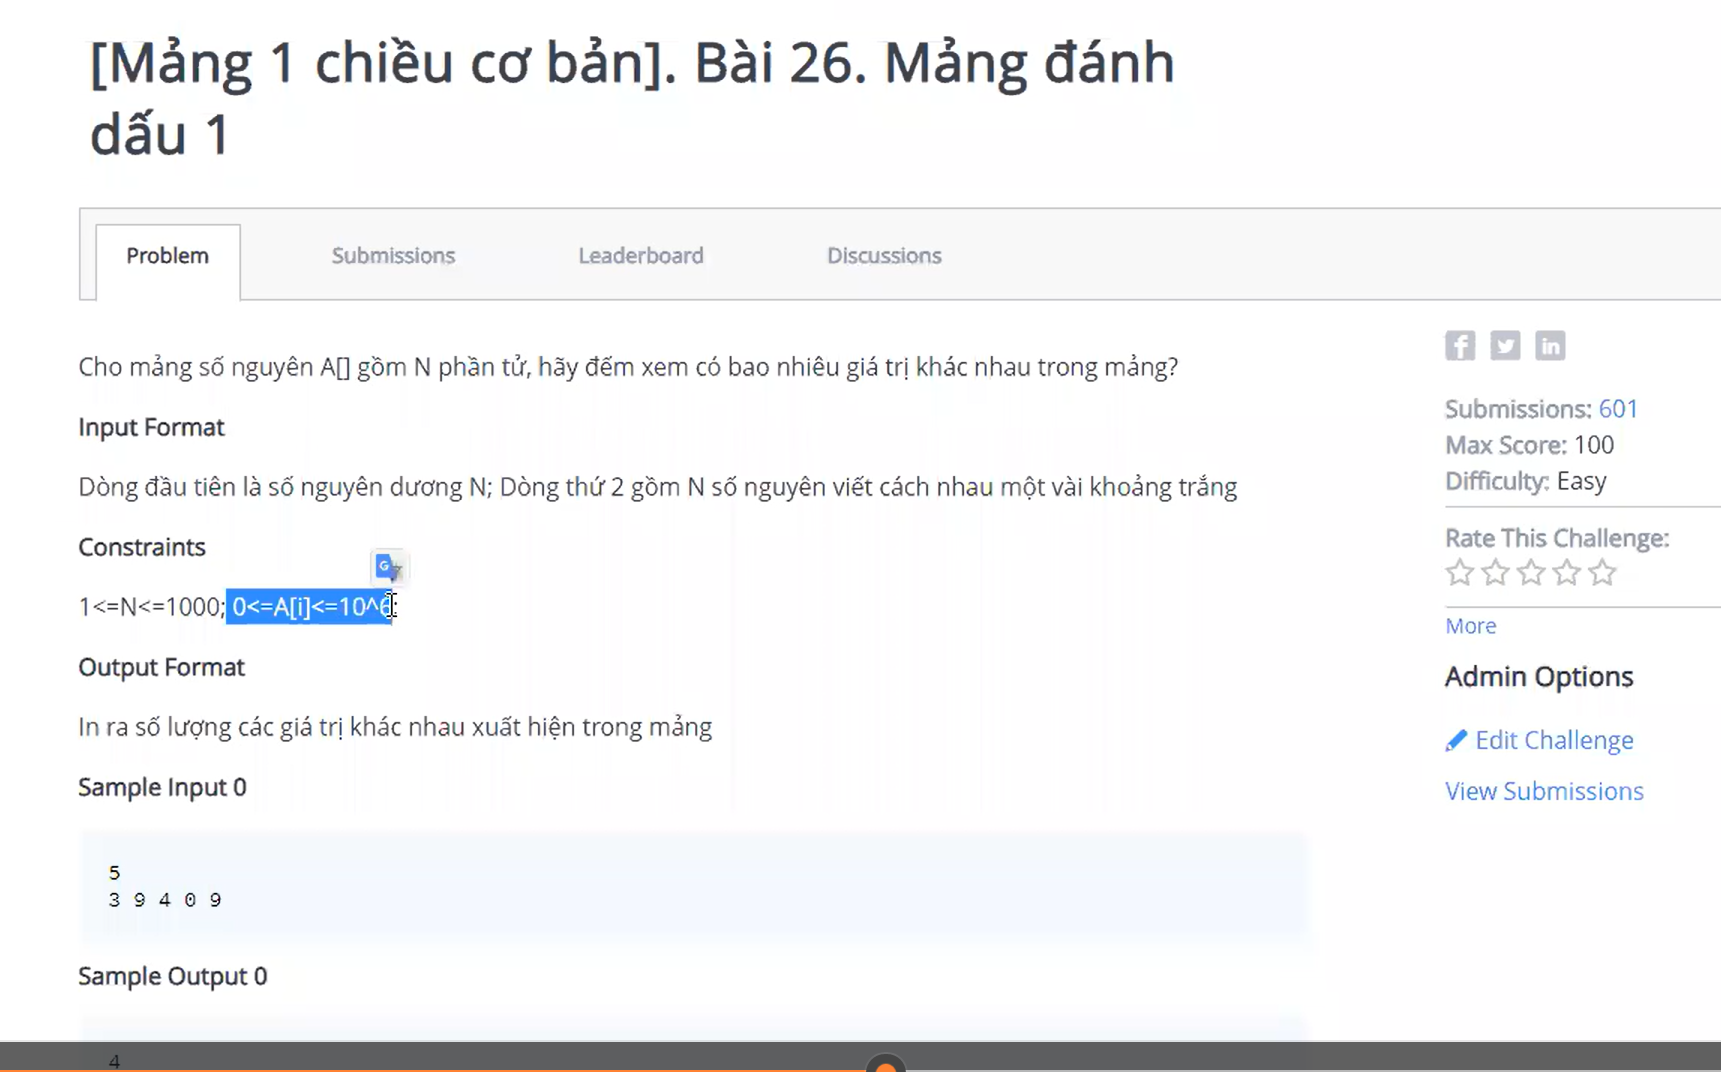 [Mảng 1 chiều cơ bản]. Bài 26. Mảng đánh
dấu 1
Problem
Submissions
Leaderboard
Discussions
Cho mảng số nguyên A[] gồm N phần tử, hãy đếm xem có bao nhiêu giá trị khác nhau trong mảng?
Input Format
Dòng đầu tiên là số nguyên dương N; Dòng thứ 2 gồm N số nguyên viết cách nhau một vài khoảng trắng
Constraints
1<=N<=1000; 0<=A[i]<=10^6;
Output Format
In ra số lượng các giá trị khác nhau xuất hiện trong mảng
Sample Input 0
5
3 9 4 0 9
Sample Output 0
4
Submissions: 601
Max Score: 100
Difficulty: Easy
Rate This Challenge:
More
Admin Options
Edit Challenge
View Submissions